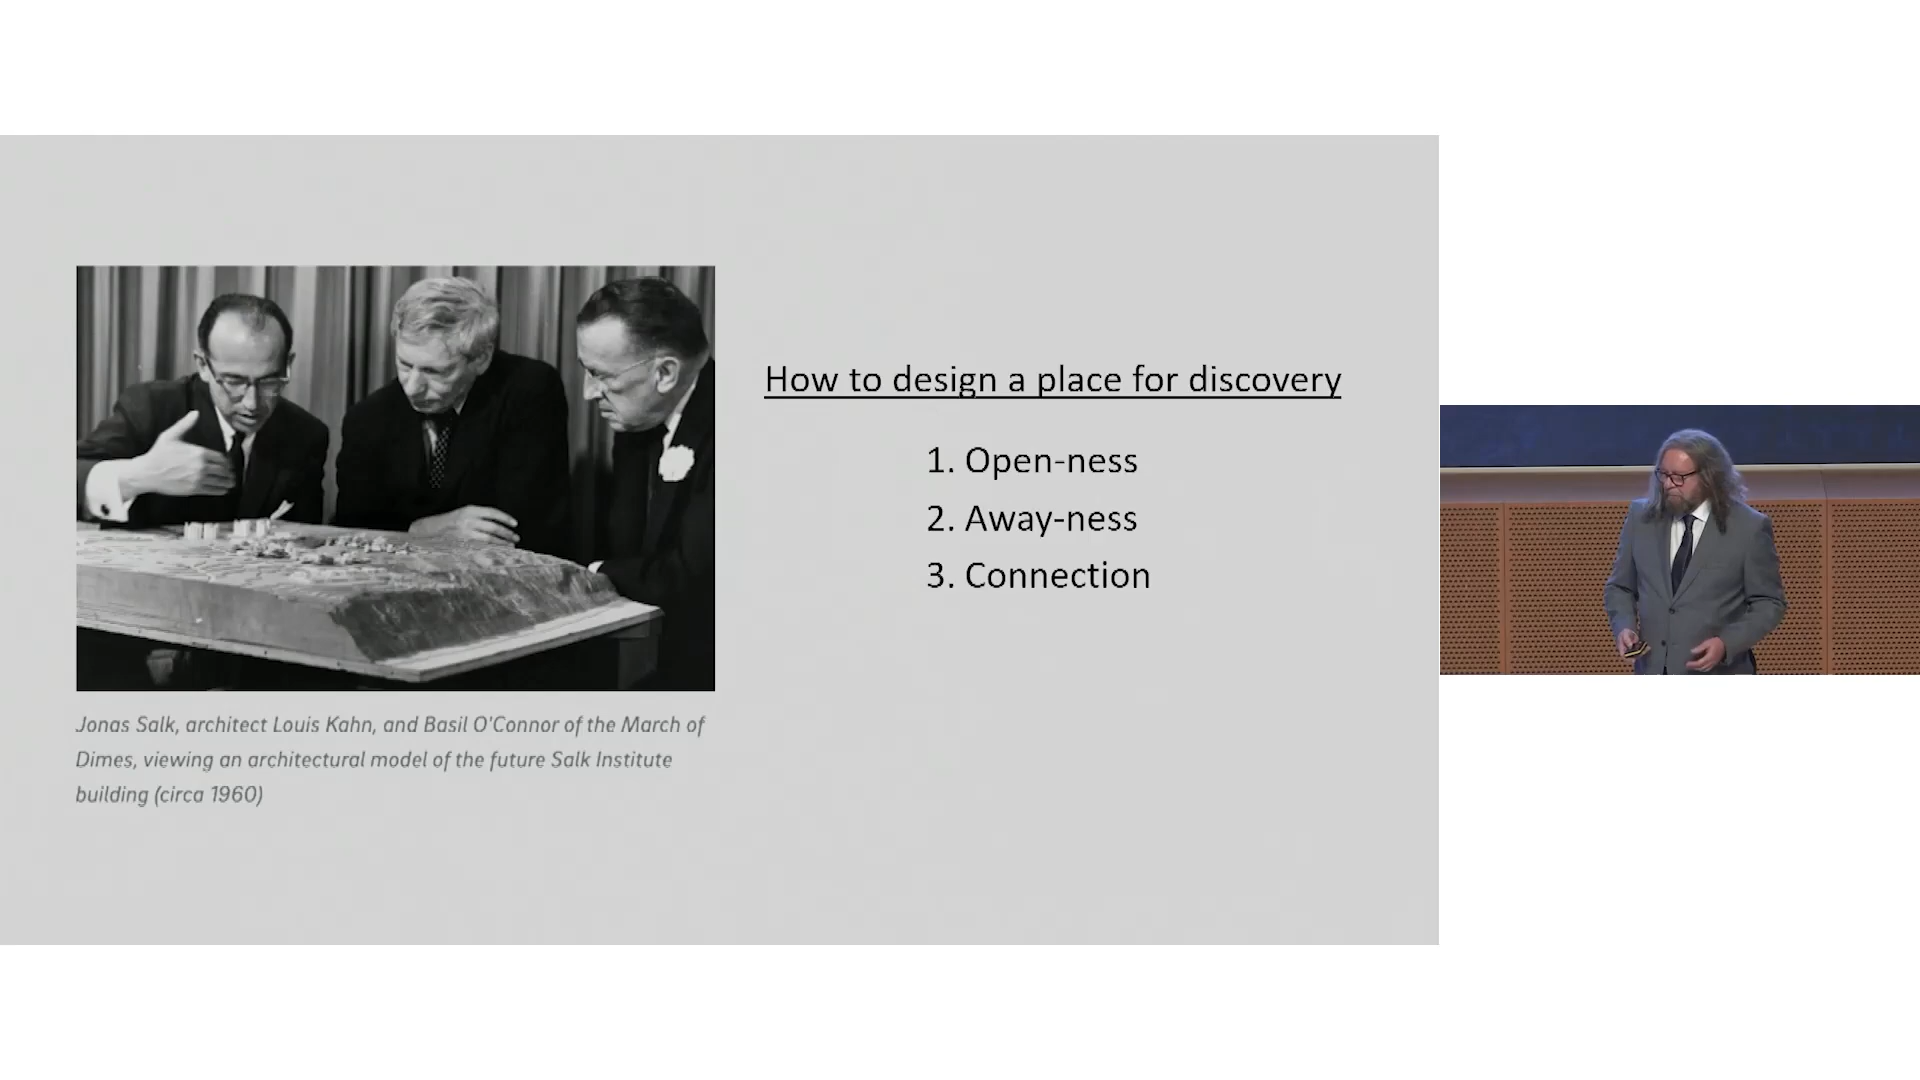 How to design a place for discovery
1. Open-ness
2. Away-ness
3. Connection
Jonas Salk, architect Louis Kahn, and Basil O'Connor of the March of
Dimes, viewing an architectural model of the future Salk Institute
building (circa 1960)